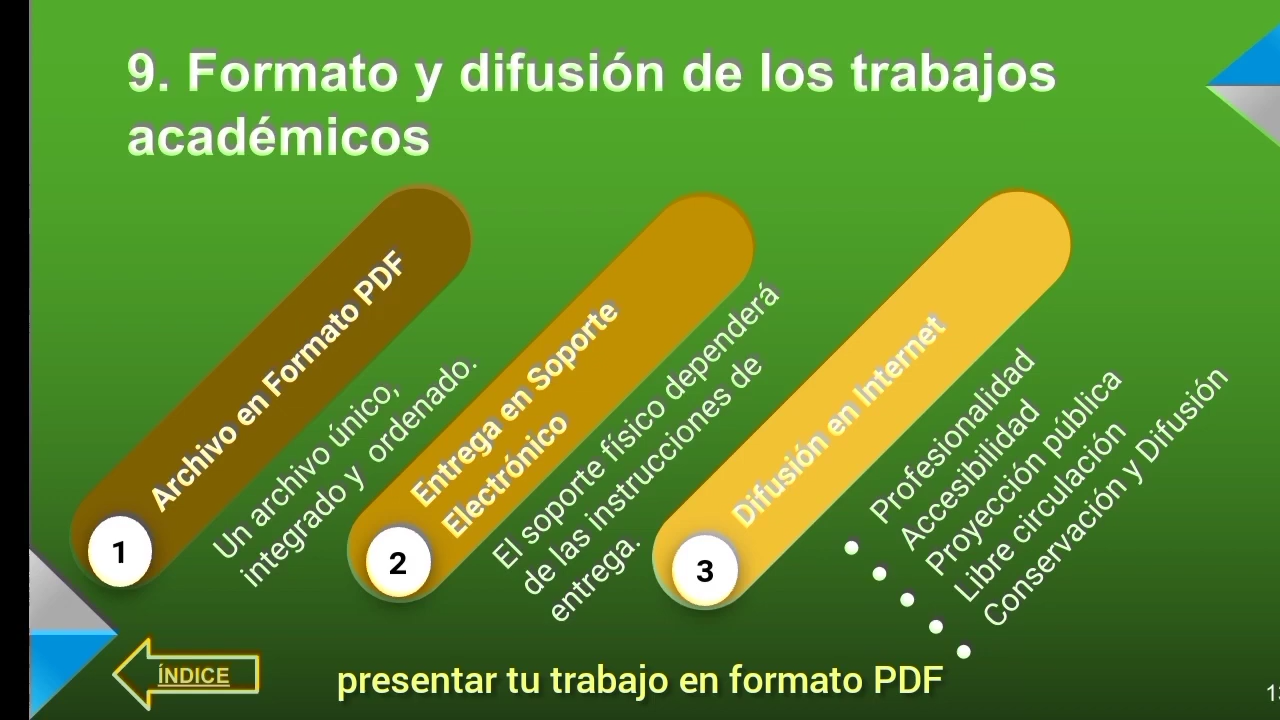 9. Formato y difusión de los trabajos
académicos
Archivo en Formato PDF
1
Un archivo único,
integrado y ordenado.
Entrega en Soporte
Electrónico
2
El soporte físico dependerá
de las instrucciones de
entrega.
Difusión en Internet
3
• Profesionalidad
• Accesibilidad
• Proyección pública
• Libre circulación
• Conservación y Difusión
ÍNDICE
presentar tu trabajo en formato PDF